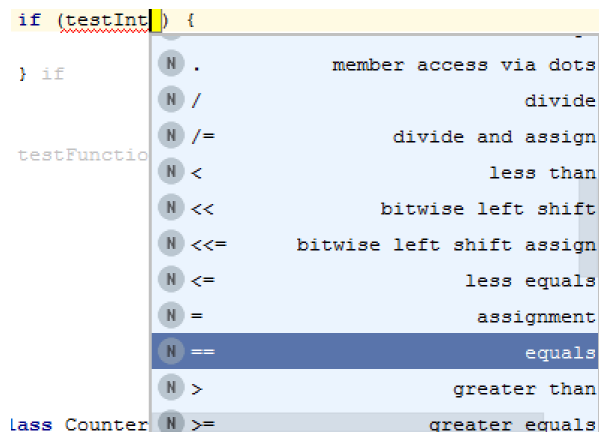 if (testInt) {
N . member access via dots
} if
N / divide
N /= divide and assign
testFunctio
N < less than
N << bitwise left shift
N <<= bitwise left shift assign
N <= less equals
N = assignment
N == equals
N > greater than
lass Counter
N >= greater equals